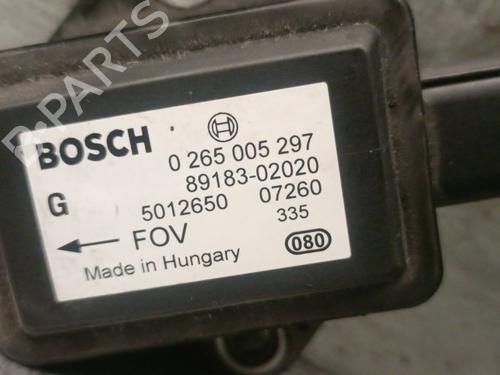 B-PARTS
BOSCH
0 265 005 297
89183-02020
G
5012650 07260
← FOV 335
Made in Hungary 080